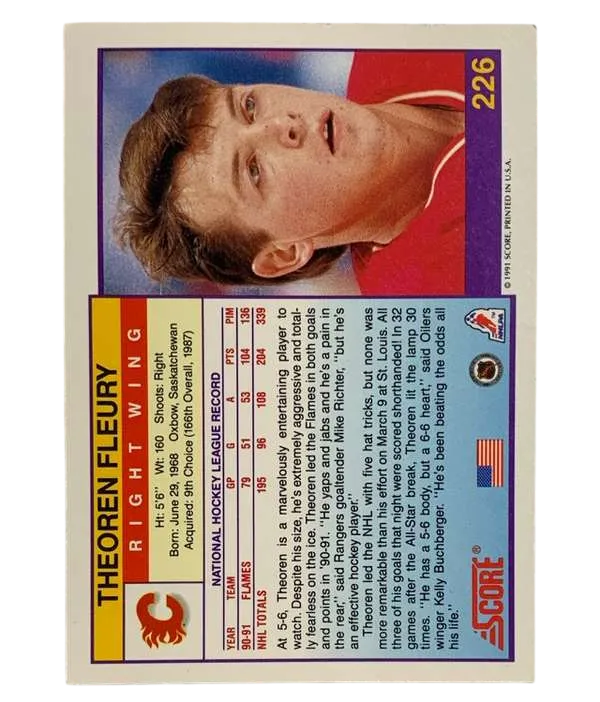 226
© 1991 SCORE, PRINTED IN U.S.A.
THEOREN FLEURY
RIGHT WING
Ht: 5'6" Wt: 160 Shoots: Right
Born: June 29, 1968 Oxbow, Saskatchewan
Acquired: 9th Choice (166th Overall, 1987)
NATIONAL HOCKEY LEAGUE RECORD
YEAR TEAM GP G A PTS PIM
90-91 FLAMES 79 51 53 104 136
NHL TOTALS 195 96 108 204 339
At 5-6, Theoren is a marvelously entertaining player to
watch. Despite his size, he's extremely aggressive and total-
ly fearless on the ice. Theoren led the Flames in both goals
and points in '90-91. "He yaps and jabs and he's a pain in
the rear," said Rangers goaltender Mike Richter, "but he's
an effective hockey player."
Theoren led the NHL with five hat tricks, but none was
more remarkable than his effort on March 9 at St. Louis. All
three of his goals that night were scored shorthanded! In 32
games after the All-Star break, Theoren lit the lamp 30
times. "He has a 5-6 body, but a 6-6 heart," said Oilers
winger Kelly Buchberger. "He's been beating the odds all
his life."
SCORE®
NHLPA
TM